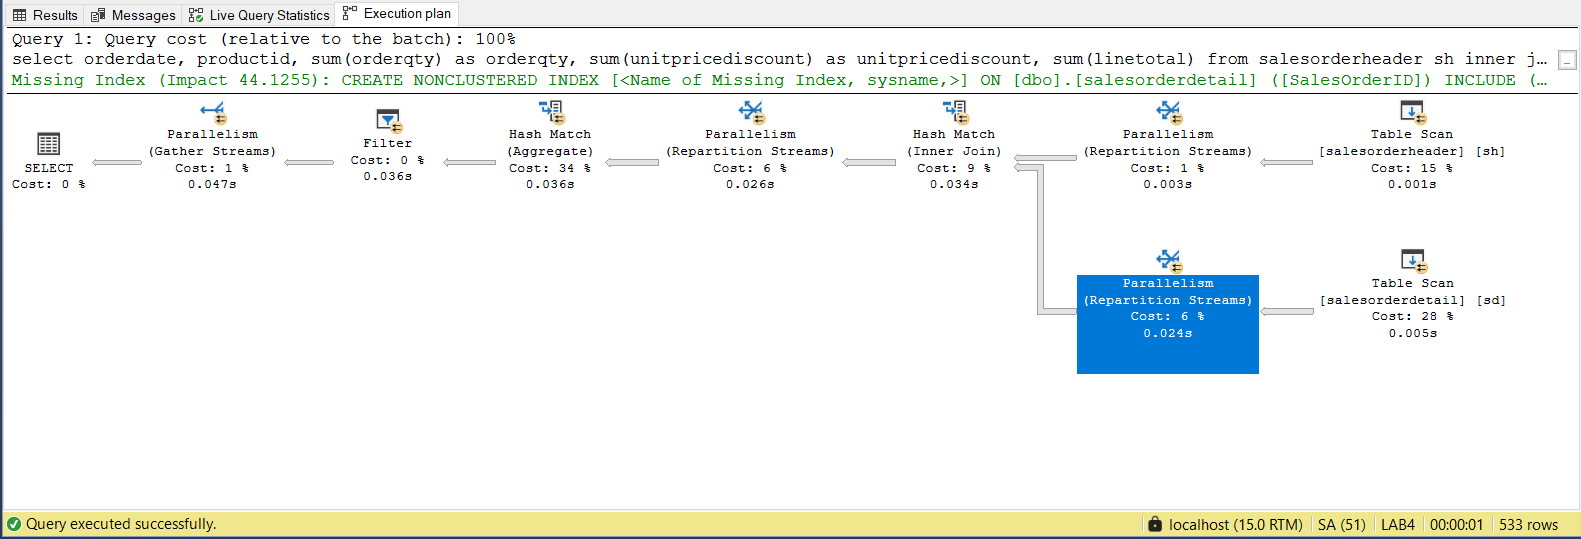 Results Messages Live Query Statistics Execution plan
Query 1: Query cost (relative to the batch): 100%
select orderdate, productid, sum(orderqty) as orderqty, sum(unitpricediscount) as unitpricediscount, sum(linetotal) from salesorderheader sh inner j…
Missing Index (Impact 44.1255): CREATE NONCLUSTERED INDEX [<Name of Missing Index, sysname,>] ON [dbo].[salesorderdetail] ([SalesOrderID]) INCLUDE (…
SELECT
Cost: 0 %
Parallelism
(Gather Streams)
Cost: 1 %
0.047s
Filter
Cost: 0 %
0.036s
Hash Match
(Aggregate)
Cost: 34 %
0.036s
Parallelism
(Repartition Streams)
Cost: 6 %
0.026s
Hash Match
(Inner Join)
Cost: 9 %
0.034s
Parallelism
(Repartition Streams)
Cost: 1 %
0.003s
Table Scan
[salesorderheader] [sh]
Cost: 15 %
0.001s
Parallelism
(Repartition Streams)
Cost: 6 %
0.024s
Table Scan
[salesorderdetail] [sd]
Cost: 28 %
0.005s
Query executed successfully. localhost (15.0 RTM) SA (51) LAB4 00:00:01 533 rows